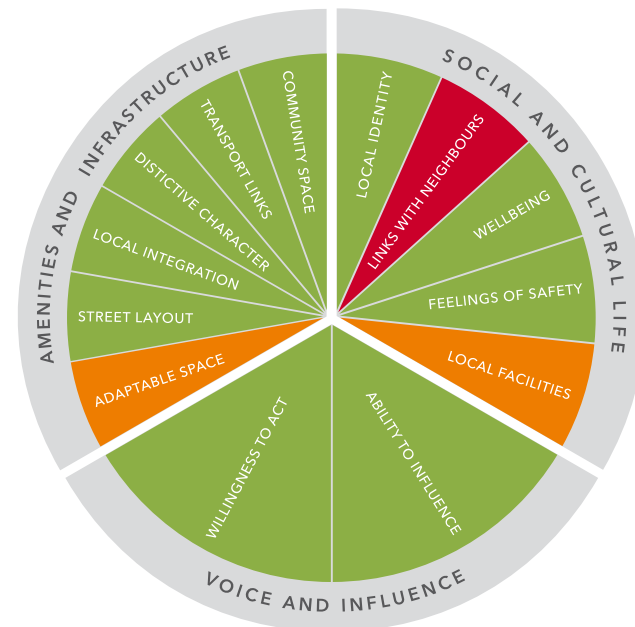 AMENITIES AND INFRASTRUCTURE
COMMUNITY SPACE
TRANSPORT LINKS
DISTICTIVE CHARACTER
LOCAL INTEGRATION
STREET LAYOUT
ADAPTABLE SPACE
SOCIAL AND CULTURAL LIFE
LOCAL IDENTITY
LINKS WITH NEIGHBOURS
WELLBEING
FEELINGS OF SAFETY
LOCAL FACILITIES
WILLINGNESS TO ACT
ABILITY TO INFLUENCE
VOICE AND INFLUENCE